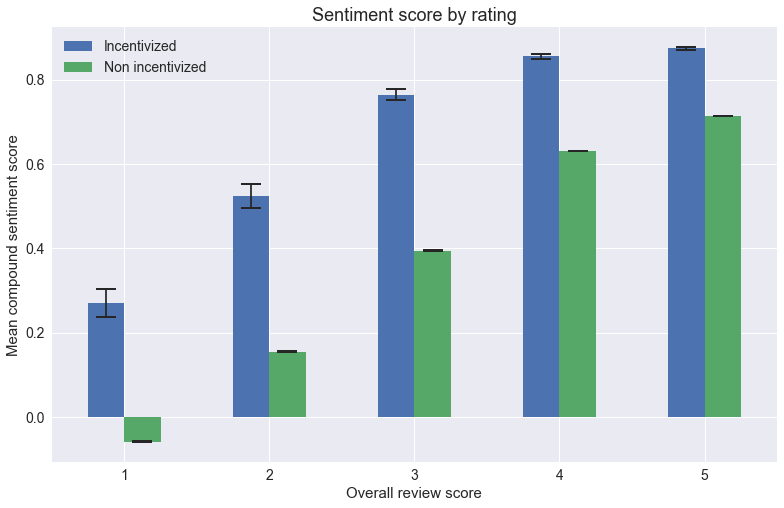 Sentiment score by rating
Incentivized
Non incentivized
Mean compound sentiment score
0.8
0.6
0.4
0.2
0.0
1 2 3 4 5
Overall review score